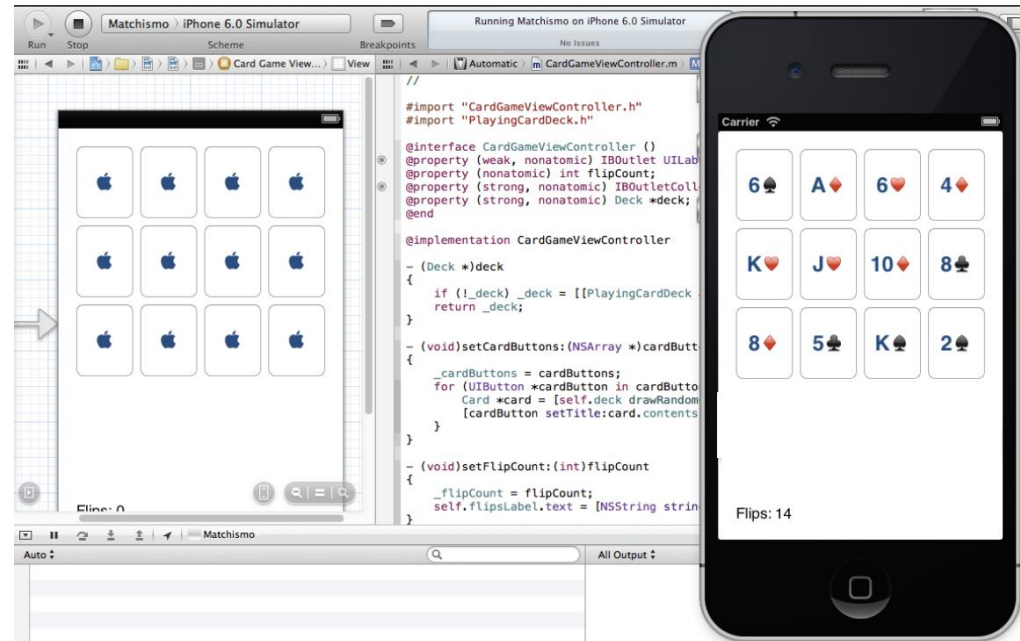 Matchismo 〉 iPhone 6.0 Simulator
Running Matchismo on iPhone 6.0 Simulator
No Issues
Run Stop Scheme Breakpoints
Card Game View... 〉 View
Automatic 〉 CardGameViewController.m 〉
//
#import "CardGameViewController.h"
#import "PlayingCardDeck.h"
@interface CardGameViewController ()
@property (weak, nonatomic) IBOutlet UILab
@property (nonatomic) int flipCount;
@property (strong, nonatomic) IBOutletColl
@property (strong, nonatomic) Deck *deck;
@end
@implementation CardGameViewController
- (Deck *)deck
{
if (!_deck) _deck = [[PlayingCardDeck
return _deck;
}
- (void)setCardButtons:(NSArray *)cardButt
{
_cardButtons = cardButtons;
for (UIButton *cardButton in cardButto
Card *card = [self.deck drawRandom
[cardButton setTitle:card.contents
}
}
- (void)setFlipCount:(int)flipCount
{
_flipCount = flipCount;
self.flipsLabel.text = [NSString strin
}
Flips: 0
Matchismo
Auto
All Output
Carrier
6♠ A♦ 6♥ 4♦
K♥ J♥ 10♦ 8♣
8♦ 5♣ K♠ 2♠
Flips: 14